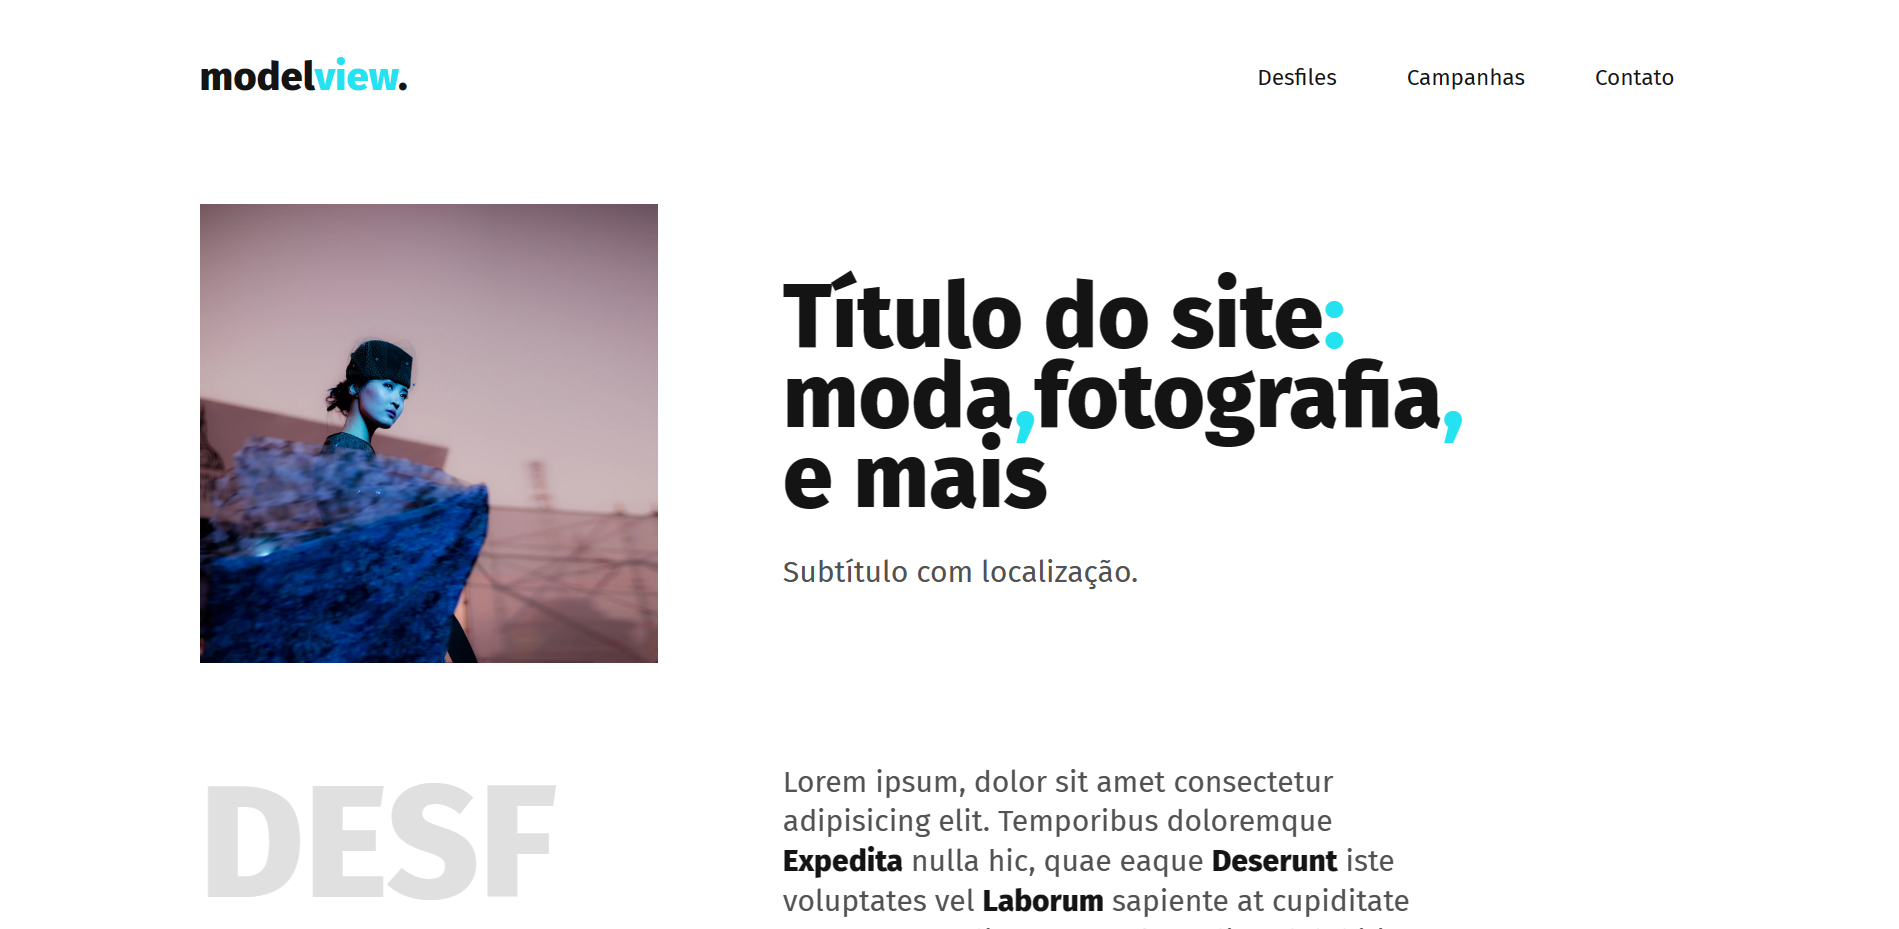 modelview.
Desfiles
Campanhas
Contato
Título do site:
moda,fotografia,
e mais
Subtítulo com localização.
DESF
Lorem ipsum, dolor sit amet consectetur
adipisicing elit. Temporibus doloremque
Expedita nulla hic, quae eaque Deserunt iste
voluptates vel Laborum sapiente at cupiditate